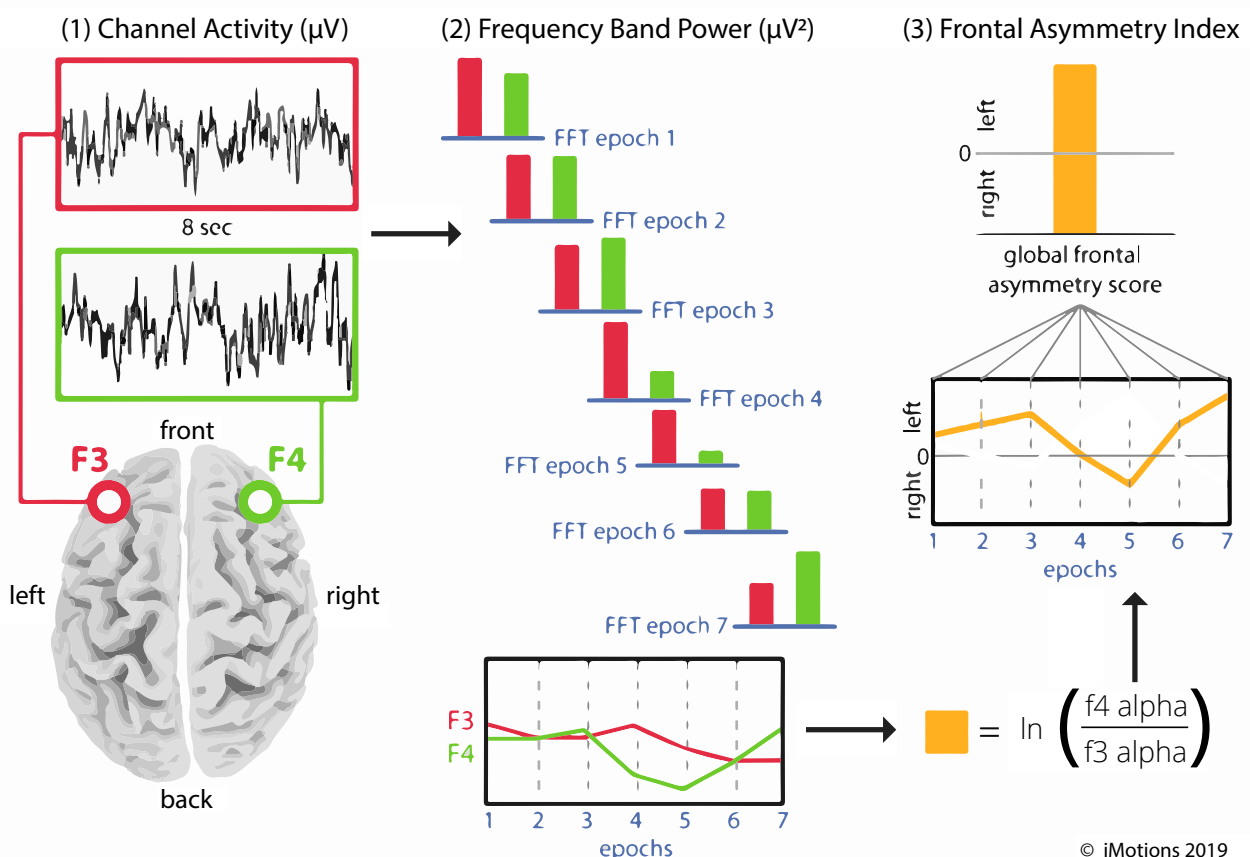 (1) Channel Activity (µV)
(2) Frequency Band Power (µV²)
(3) Frontal Asymmetry Index
8 sec
F3
F4
front
left
right
back
FFT epoch 1
FFT epoch 2
FFT epoch 3
FFT epoch 4
FFT epoch 5
FFT epoch 6
FFT epoch 7
F3
F4
1 2 3 4 5 6 7
epochs
left
0
right
global frontal
asymmetry score
left
0
right
1 2 3 4 5 6 7
epochs
= ln ( f4 alpha
f3 alpha )
© iMotions 2019